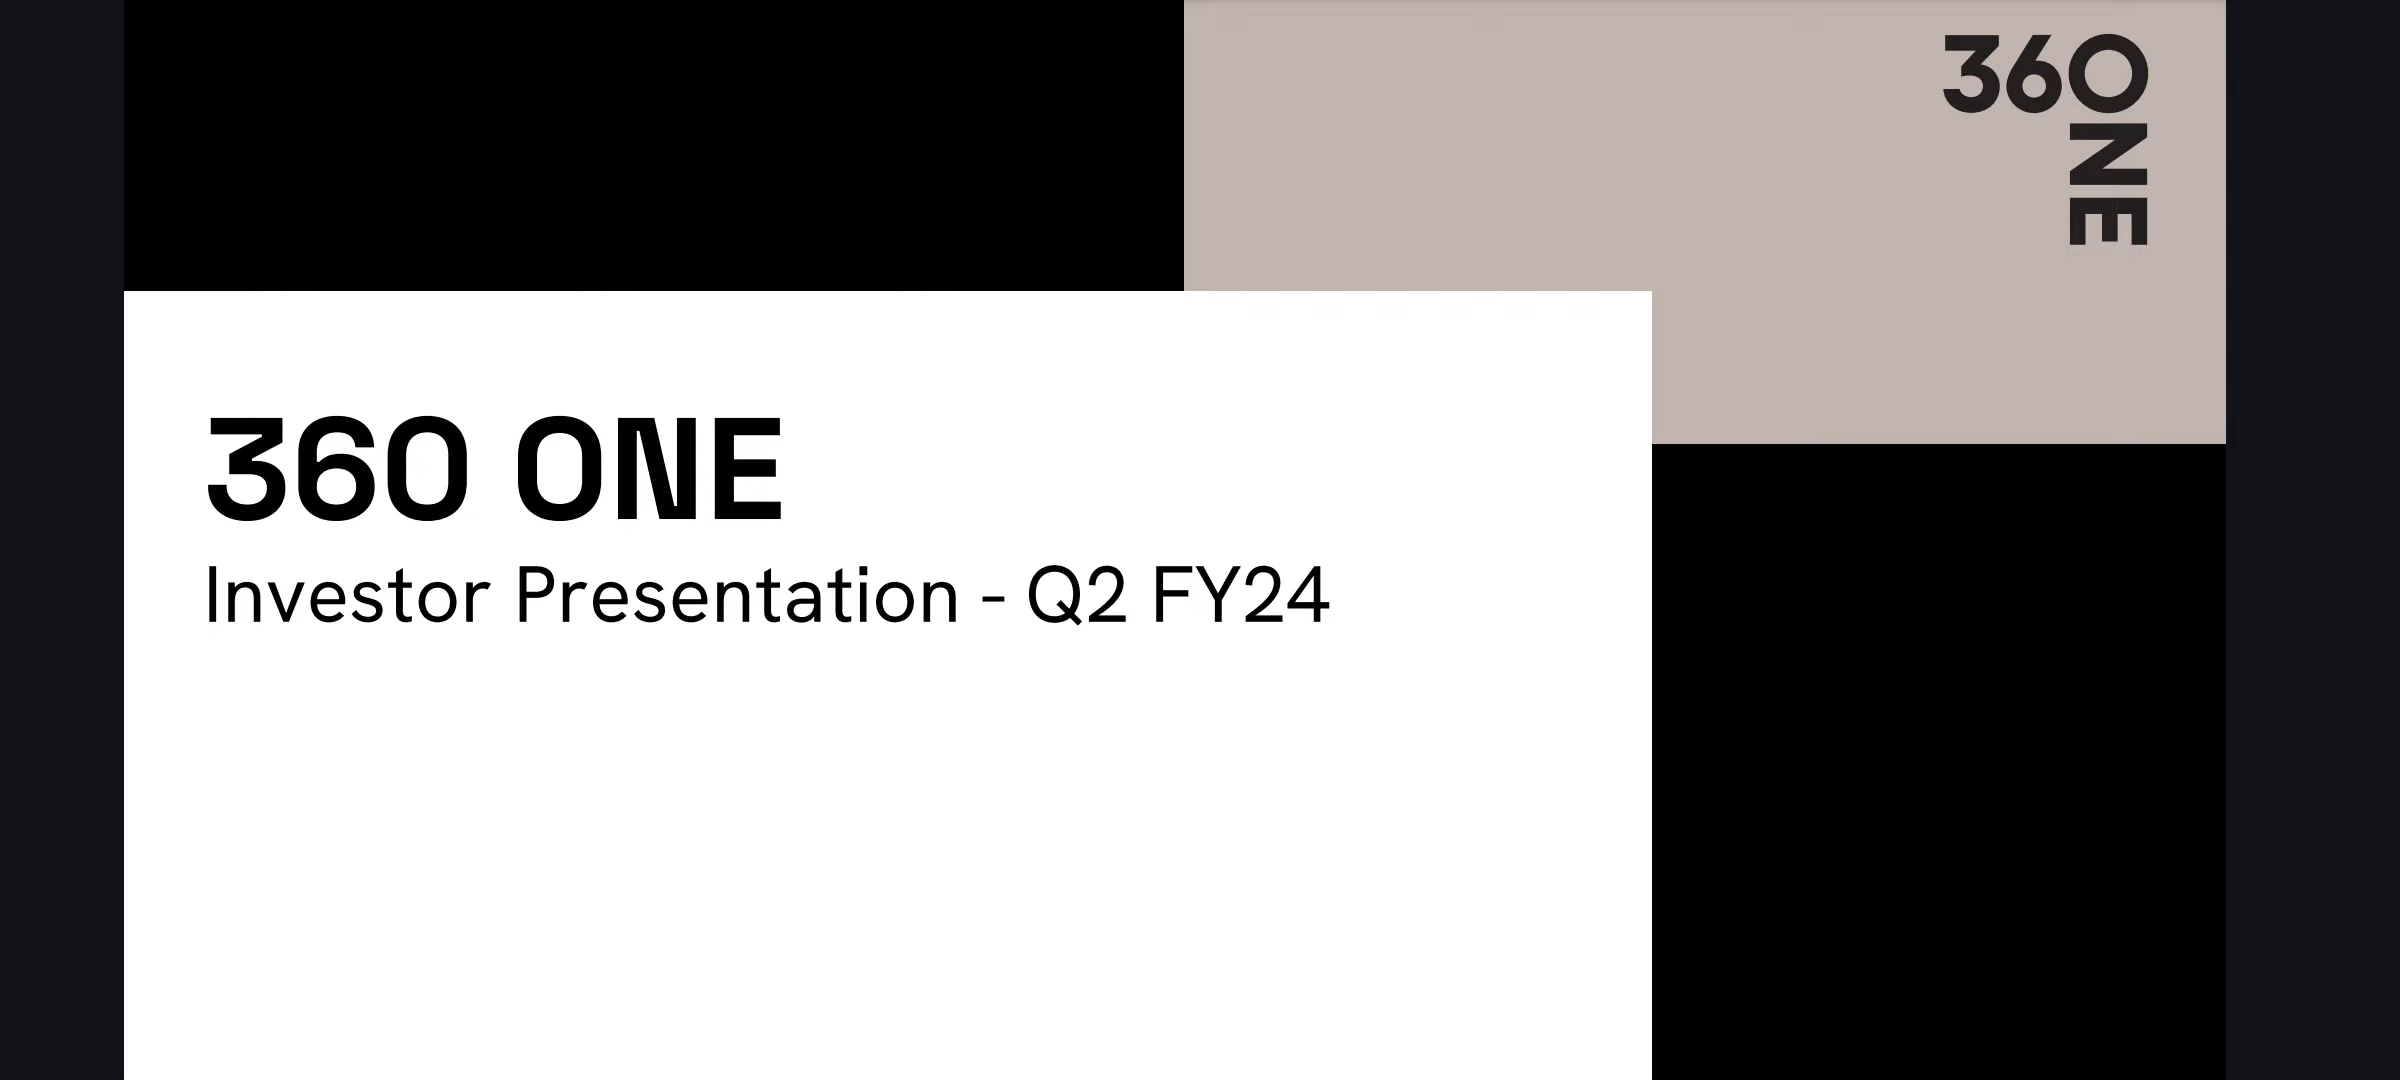 360
ONE
360 ONE
Investor Presentation - Q2 FY24